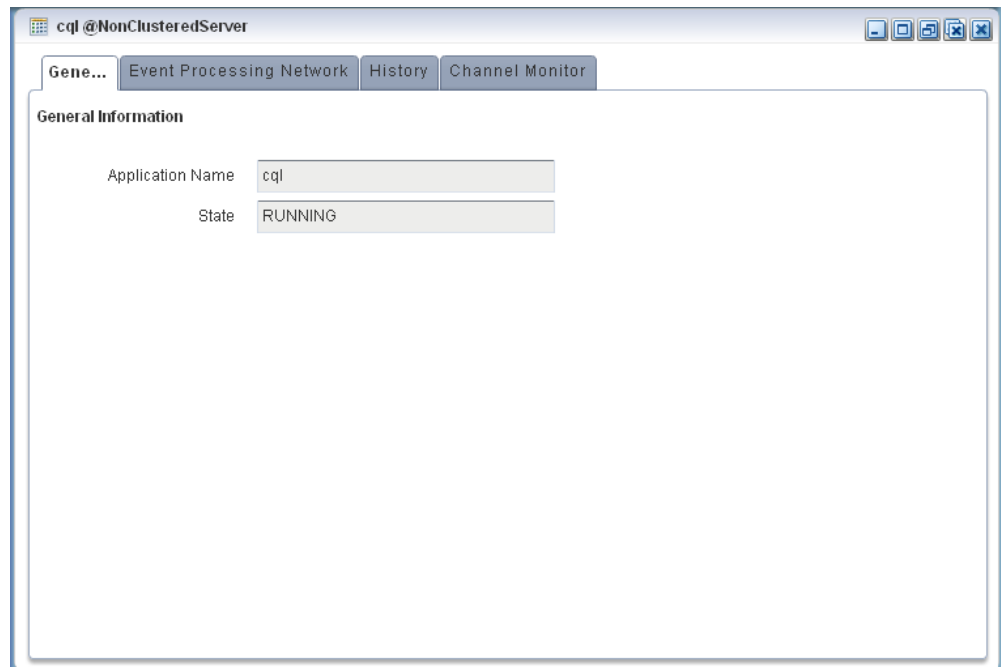 cql @NonClusteredServer
Gene... Event Processing Network History Channel Monitor
General Information
Application Name cql
State RUNNING